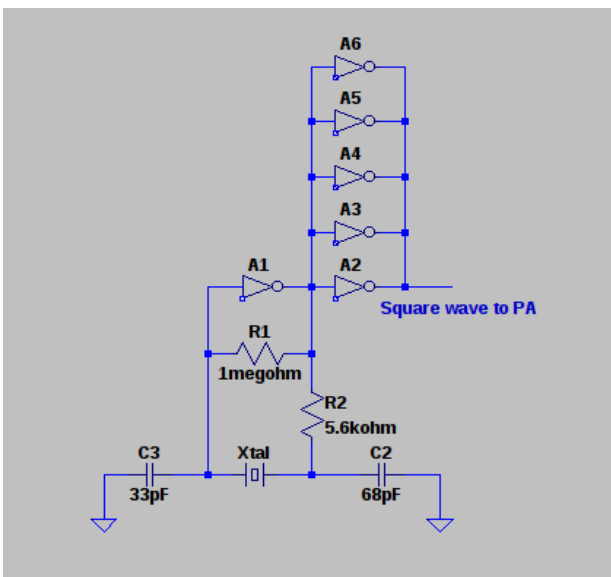 A6
A5
A4
A3
A1
A2
Square wave to PA
R1
1megohm
R2
5.6kohm
C3
Xtal
C2
33pF
68pF